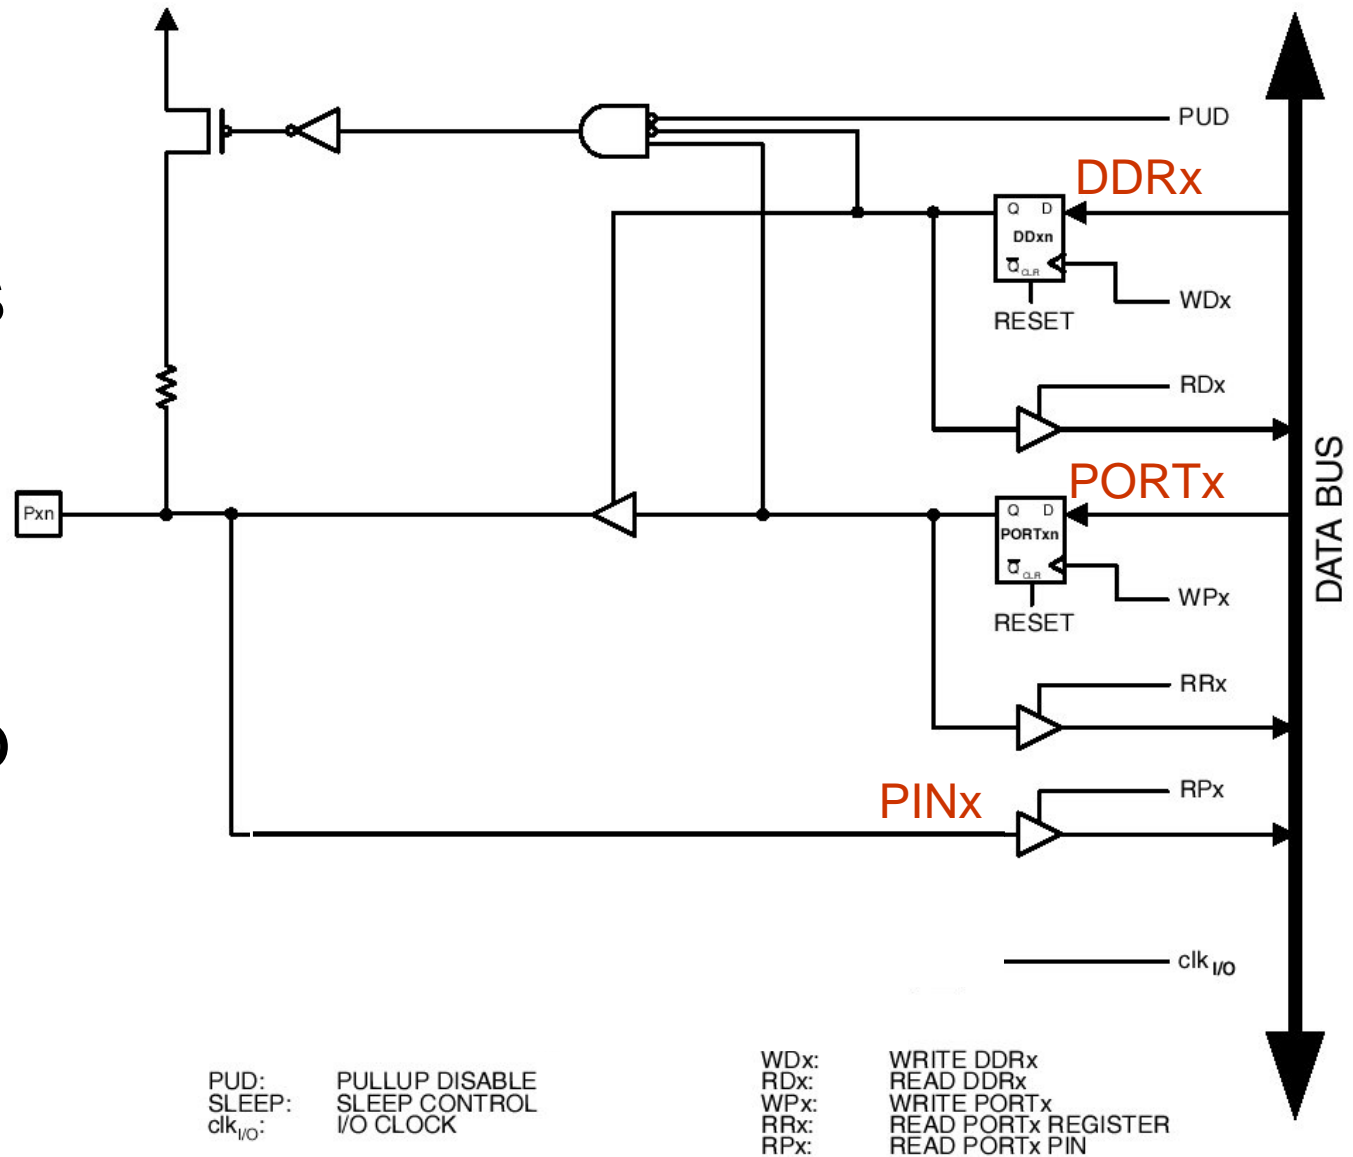 PUD
DDRx
Q D
DDxn
Q CLR
WDx
RESET
RDx
PORTx
DATA BUS
Pxn
Q D
PORTxn
Q CLR
WPx
RESET
RRx
PINx
RPx
clk I/O
PUD: PULLUP DISABLE
SLEEP: SLEEP CONTROL
clkI/O: I/O CLOCK
WDx: WRITE DDRx
RDx: READ DDRx
WPx: WRITE PORTx
RRx: READ PORTx REGISTER
RPx: READ PORTx PIN